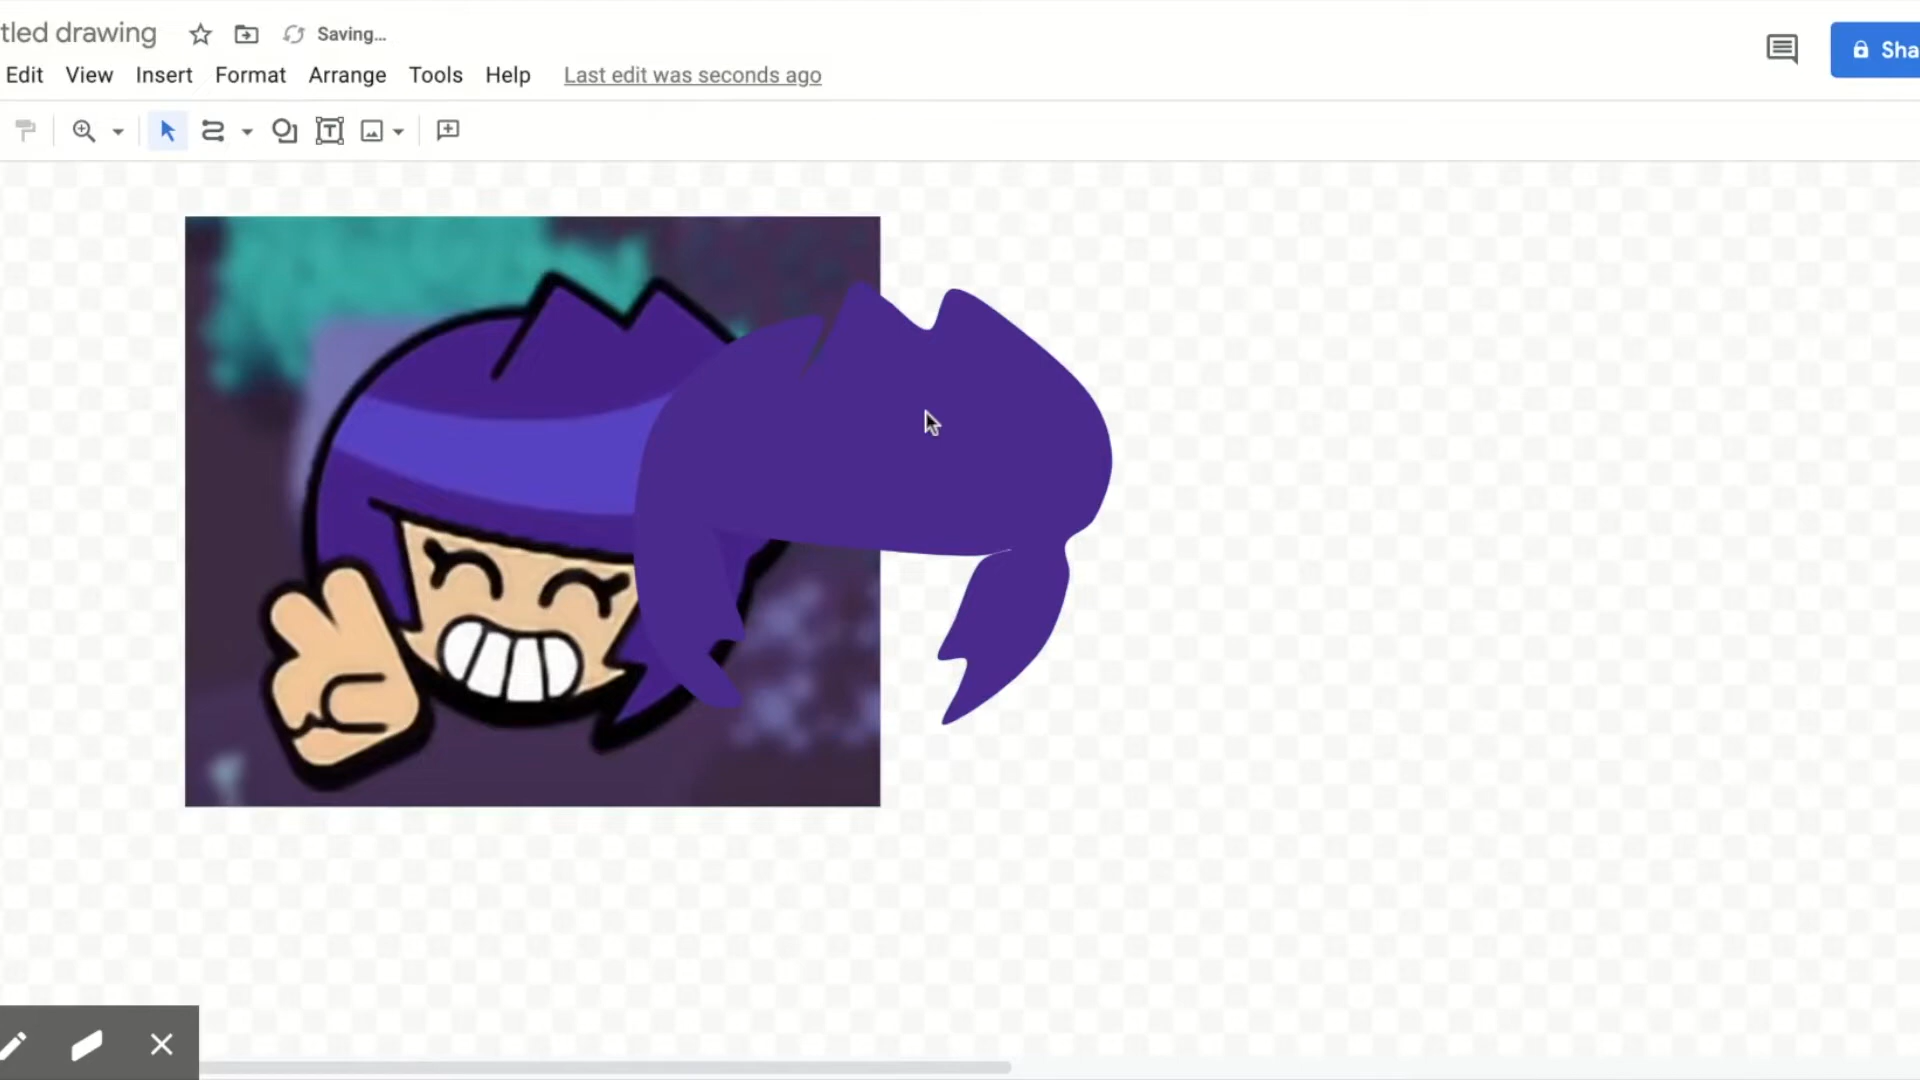 tled drawing Saving...
Edit View Insert Format Arrange Tools Help Last edit was seconds ago
Sha